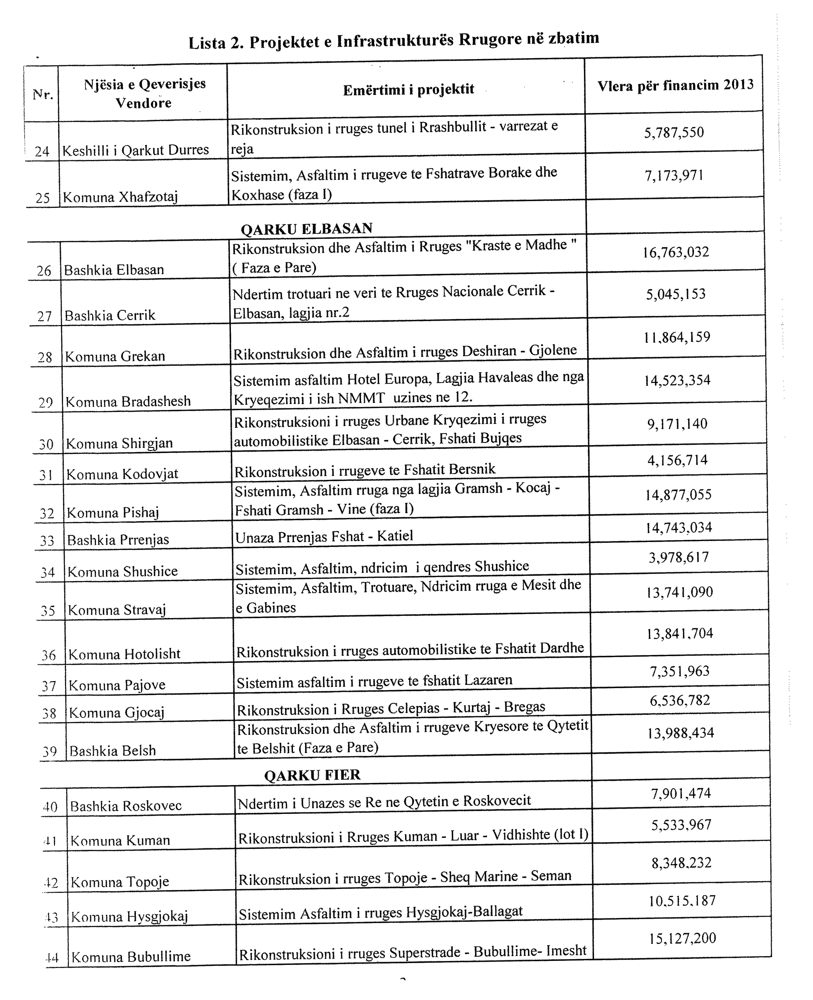 Lista 2. Projektet e Infrastrukturës Rrugore në zbatim
Nr.
Njësia e Qeverisjes
Vendore
Emërtimi i projektit
Vlera për financim 2013
Rikonstruksion i rruges tunel i Rrashbullit - varrezat e
5,787,550
24 Keshilli i Qarkut Durres reja
Sistemim, Asfaltim i rrugeve te Fshatrave Borake dhe
7,173,971
25 Komuna Xhafzotaj Koxhase (faza I)
QARKU ELBASAN
Rikonstruksion dhe Asfaltim i Rruges "Kraste e Madhe "
16,763,032
26 Bashkia Elbasan ( Faza e Pare)
Ndertim trotuari ne veri te Rruges Nacionale Cerrik -
5,045,153
27 Bashkia Cerrik Elbasan, lagjia nr.2
11,864,159
28 Komuna Grekan Rikonstruksion dhe Asfaltim i rruges Deshiran - Gjolene
Sistemim asfaltim Hotel Europa, Lagjia Havaleas dhe nga
14,523,354
29 Komuna Bradashesh Kryeqezimi i ish NMMT uzines ne 12.
Rikonstruksioni i rruges Urbane Kryqezimi i rruges
9,171,140
30 Komuna Shirgjan automobilistike Elbasan - Cerrik, Fshati Bujqes
4,156,714
31 Komuna Kodovjat Rikonstruksion i rrugeve te Fshatit Bersnik
Sistemim, Asfaltim rruga nga lagjia Gramsh - Kocaj -
14,877,055
32 Komuna Pishaj Fshati Gramsh - Vine (faza I)
14,743,034
33 Bashkia Prrenjas Unaza Prrenjas Fshat - Katiel
3,978,617
34 Komuna Shushice Sistemim, Asfaltim, ndricim i qendres Shushice
Sistemim, Asfaltim, Trotuare, Ndricim rruga e Mesit dhe
13,741,090
35 Komuna Stravaj e Gabines
13,841,704
36 Komuna Hotolisht Rikonstruksion i rruges automobilistike te Fshatit Dardhe
7,351,963
37 Komuna Pajove Sistemim asfaltim i rrugeve te fshatit Lazaren
6,536,782
38 Komuna Gjocaj Rikonstruksion i Rruges Celepias - Kurtaj - Bregas
Rikonstruksion dhe Asfaltim i rrugeve Kryesore te Qytetit
13,988,434
39 Bashkia Belsh te Belshit (Faza e Pare)
QARKU FIER
7,901,474
40 Bashkia Roskovec Ndertim i Unazes se Re ne Qytetin e Roskovecit
5,533,967
41 Komuna Kuman Rikonstruksioni i Rruges Kuman - Luar - Vidhishte (lot I)
8,348,232
42 Komuna Topoje Rikonstruksion i rruges Topoje - Sheq Marine - Seman
10,515,187
43 Komuna Hysgjokaj Sistemim Asfaltim i rruges Hysgjokaj-Ballagat
15,127,200
44 Komuna Bubullime Rikonstruksioni i rruges Superstrade - Bubullime- Imesht